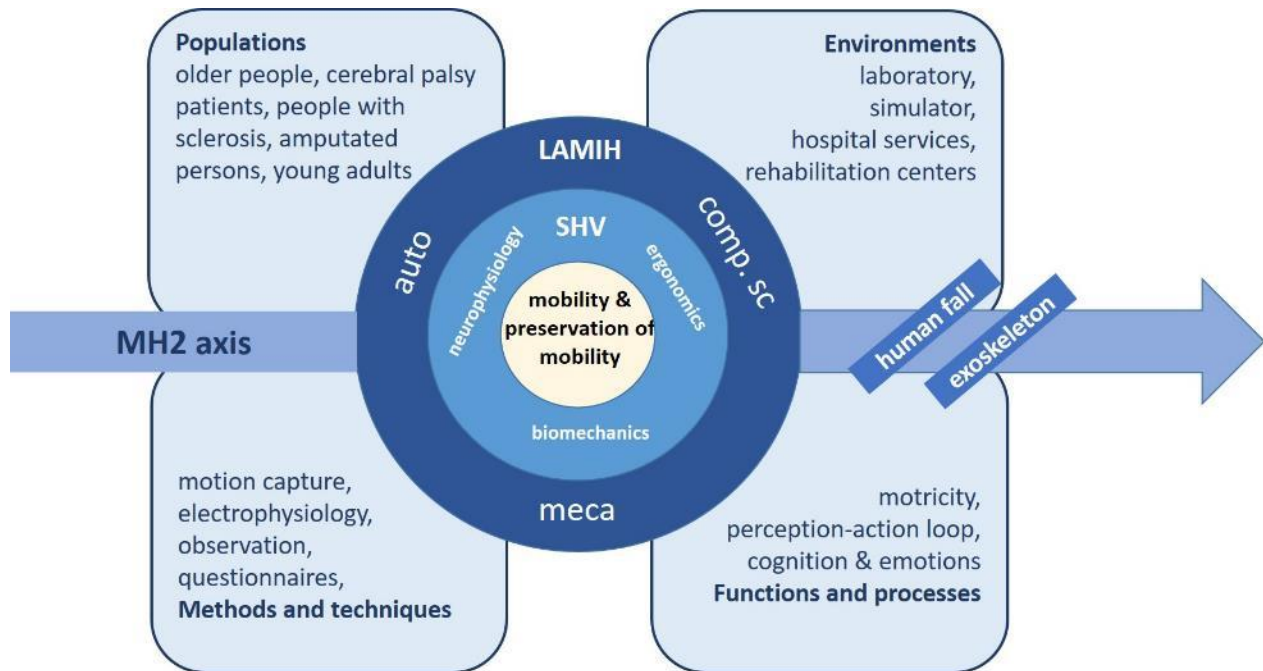 Populations
older people, cerebral palsy
patients, people with
sclerosis, amputated
persons, young adults
Environments
laboratory,
simulator,
hospital services,
rehabilitation centers
LAMIH
auto
comp. sc
meca
SHV
neurophysiology
ergonomics
biomechanics
mobility &
preservation of
mobility
MH2 axis
human fall
exoskeleton
motion capture,
electrophysiology,
observation,
questionnaires,
Methods and techniques
motricity,
perception-action loop,
cognition & emotions
Functions and processes